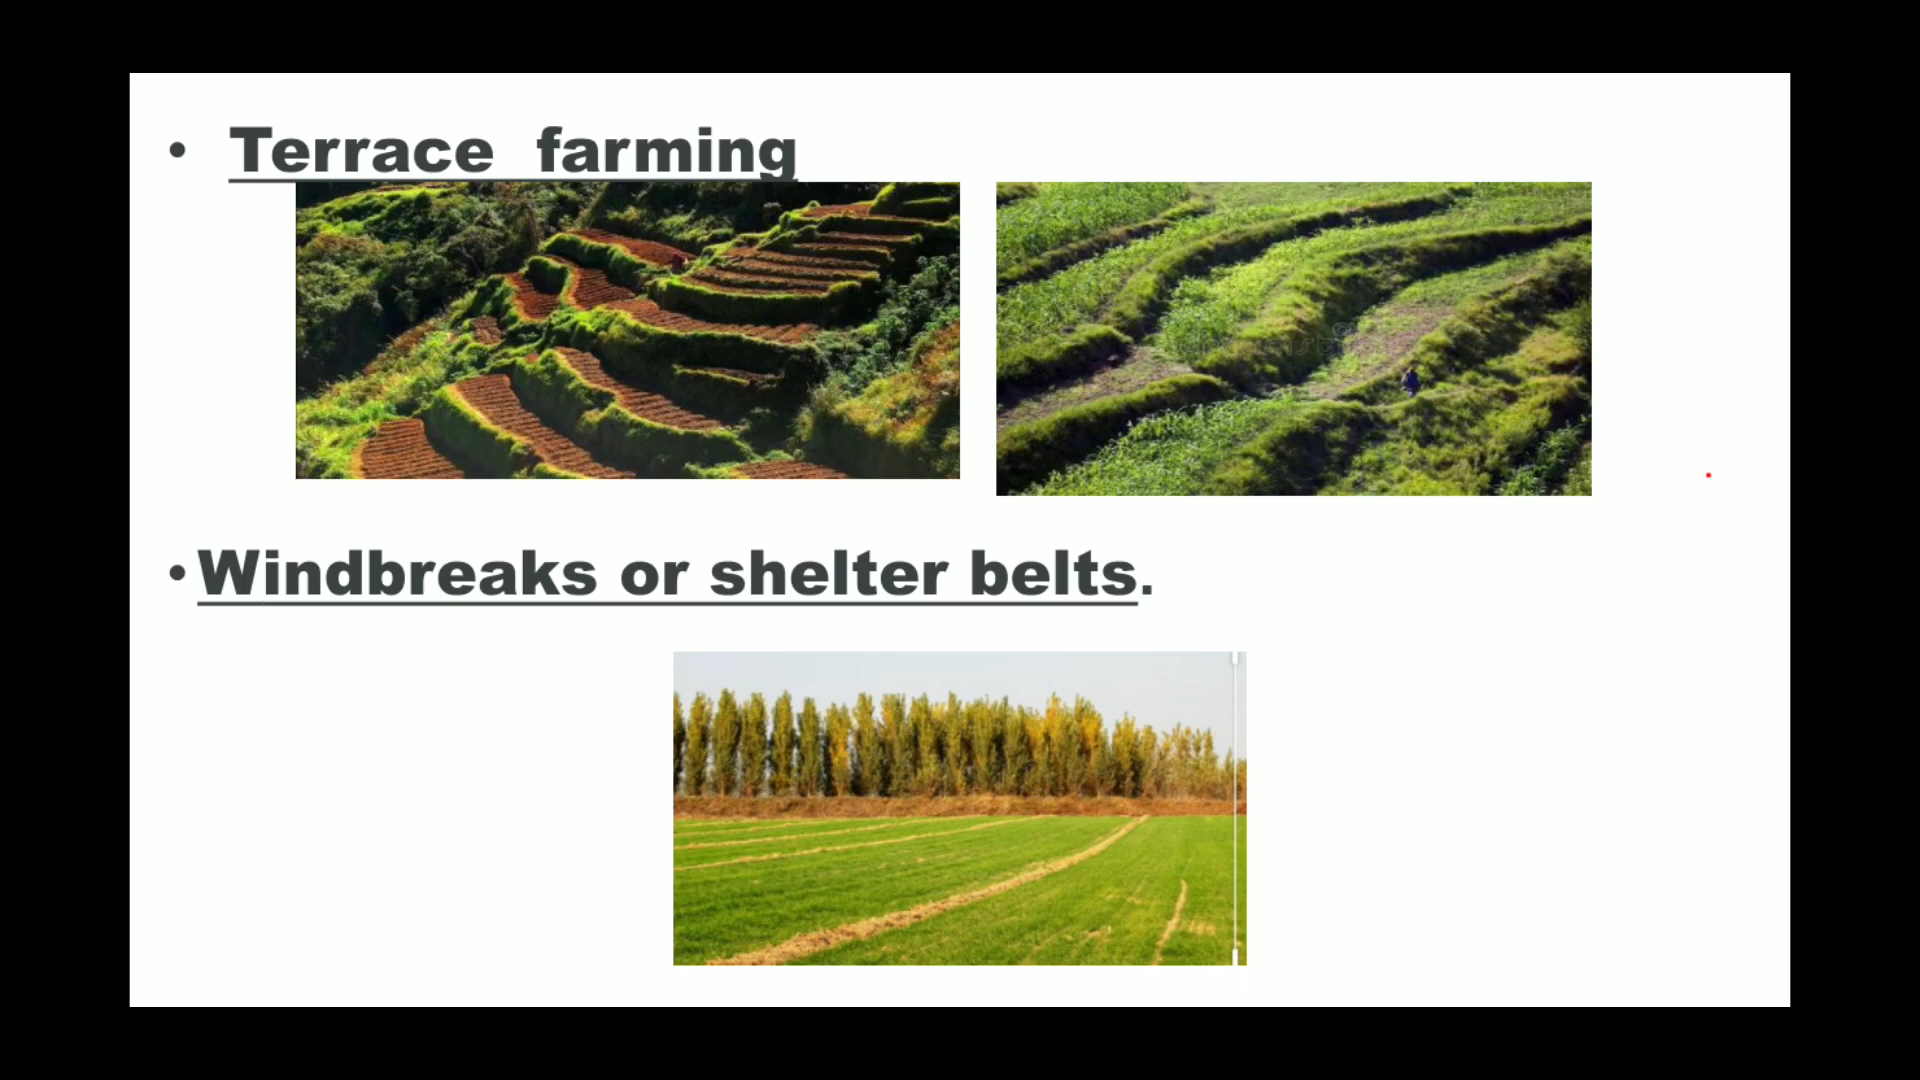 • Terrace farming
• Windbreaks or shelter belts.